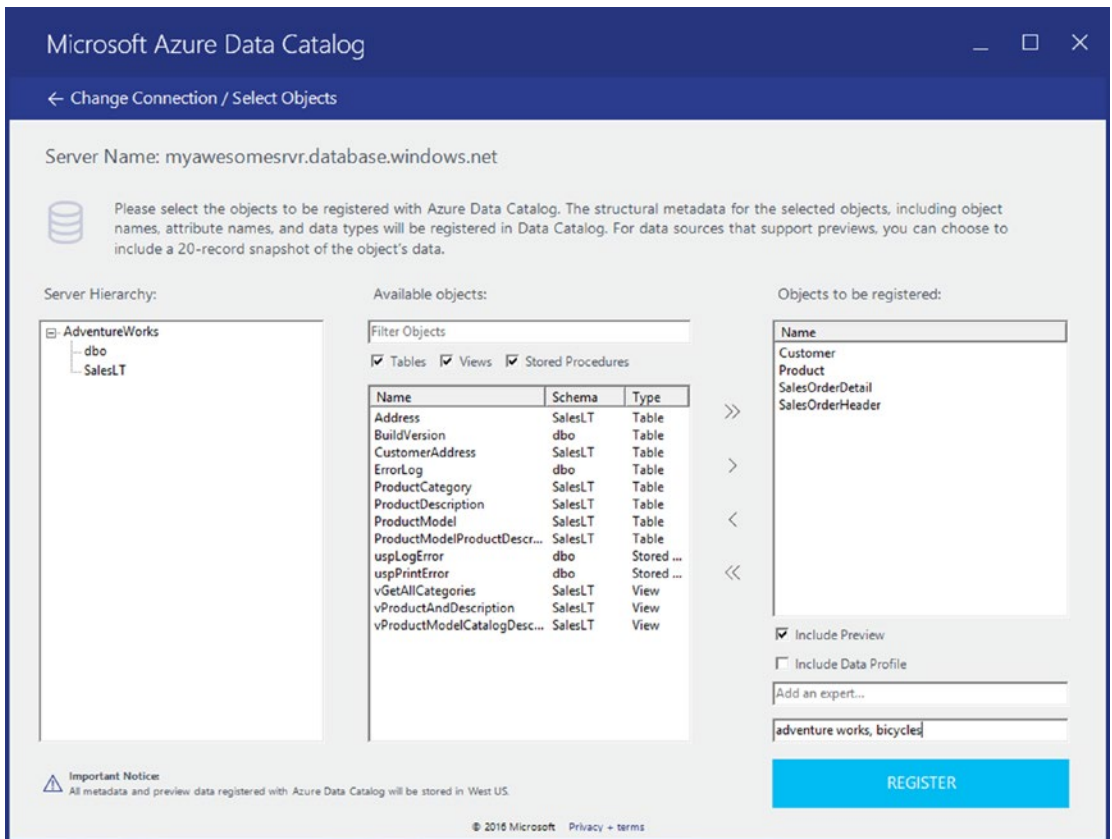 Microsoft Azure Data Catalog
← Change Connection / Select Objects
Server Name: myawesomesrvr.database.windows.net
Please select the objects to be registered with Azure Data Catalog. The structural metadata for the selected objects, including object
names, attribute names, and data types will be registered in Data Catalog. For data sources that support previews, you can choose to
include a 20-record snapshot of the object's data.
Server Hierarchy:
AdventureWorks
dbo
SalesLT
Available objects:
Filter Objects
Tables Views Stored Procedures
Name Schema Type
Address SalesLT Table
BuildVersion dbo Table
CustomerAddress SalesLT Table
ErrorLog dbo Table
ProductCategory SalesLT Table
ProductDescription SalesLT Table
ProductModel SalesLT Table
ProductModelProductDescr... SalesLT Table
uspLogError dbo Stored ...
uspPrintError dbo Stored ...
vGetAllCategories SalesLT View
vProductAndDescription SalesLT View
vProductModelCatalogDesc... SalesLT View
Objects to be registered:
Name
Customer
Product
SalesOrderDetail
SalesOrderHeader
Include Preview
Include Data Profile
Add an expert...
adventure works, bicycles
REGISTER
Important Notice:
All metadata and preview data registered with Azure Data Catalog will be stored in West US.
© 2016 Microsoft Privacy + terms